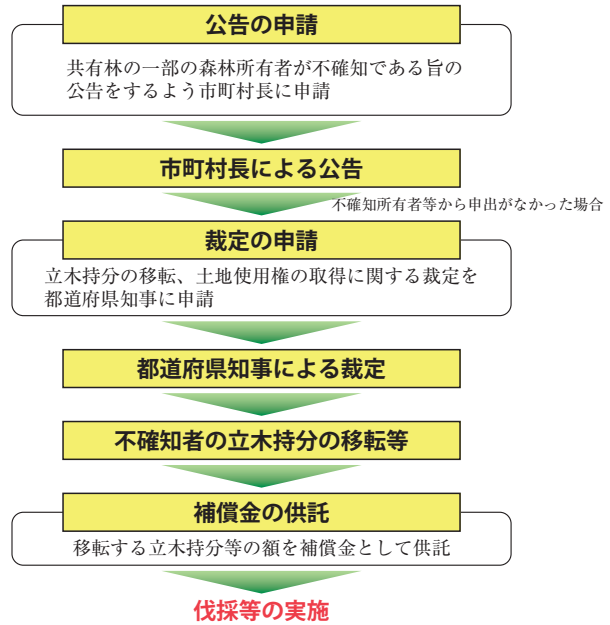 公告の申請
共有林の一部の森林所有者が不確知である旨の
公告をするよう市町村長に申請
市町村長による公告
不確知所有者等から申出がなかった場合
裁定の申請
立木持分の移転、土地使用権の取得に関する裁定を
都道府県知事に申請
都道府県知事による裁定
不確知者の立木持分の移転等
補償金の供託
移転する立木持分等の額を補償金として供託
伐採等の実施